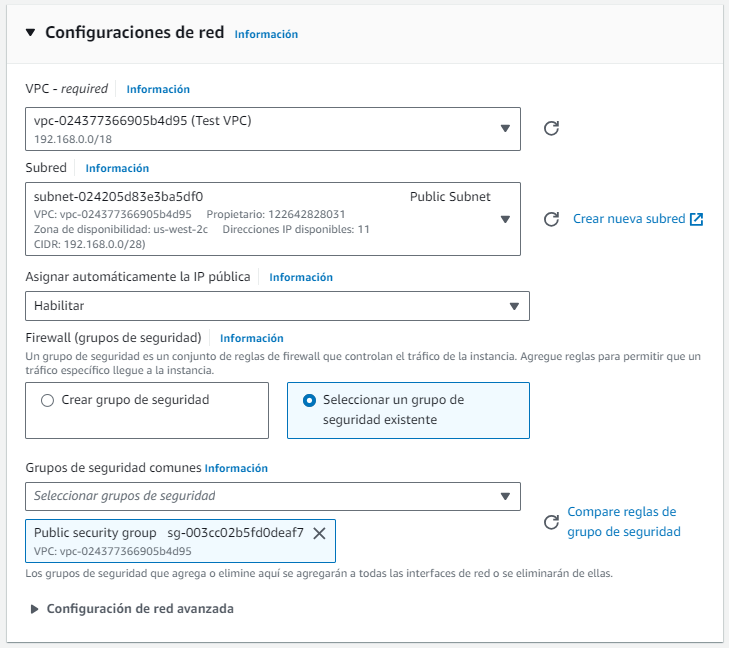 Configuraciones de red Información
VPC - required Información
vpc-024377366905b4d95 (Test VPC)
192.168.0.0/18
Subred Información
subnet-024205d83e3ba5df0 Public Subnet
VPC: vpc-024377366905b4d95 Propietario: 122642828031
Zona de disponibilidad: us-west-2c Direcciones IP disponibles: 11
CIDR: 192.168.0.0/28)
Crear nueva subred
Asignar automáticamente la IP pública Información
Habilitar
Firewall (grupos de seguridad) Información
Un grupo de seguridad es un conjunto de reglas de firewall que controlan el tráfico de la instancia. Agregue reglas para permitir que un
tráfico específico llegue a la instancia.
Crear grupo de seguridad
Seleccionar un grupo de
seguridad existente
Grupos de seguridad comunes Información
Seleccionar grupos de seguridad
Public security group sg-003cc02b5fd0deaf7
VPC: vpc-024377366905b4d95
Compare reglas de
grupo de seguridad
Los grupos de seguridad que agrega o elimine aquí se agregarán a todas las interfaces de red o se eliminarán de ellas.
Configuración de red avanzada